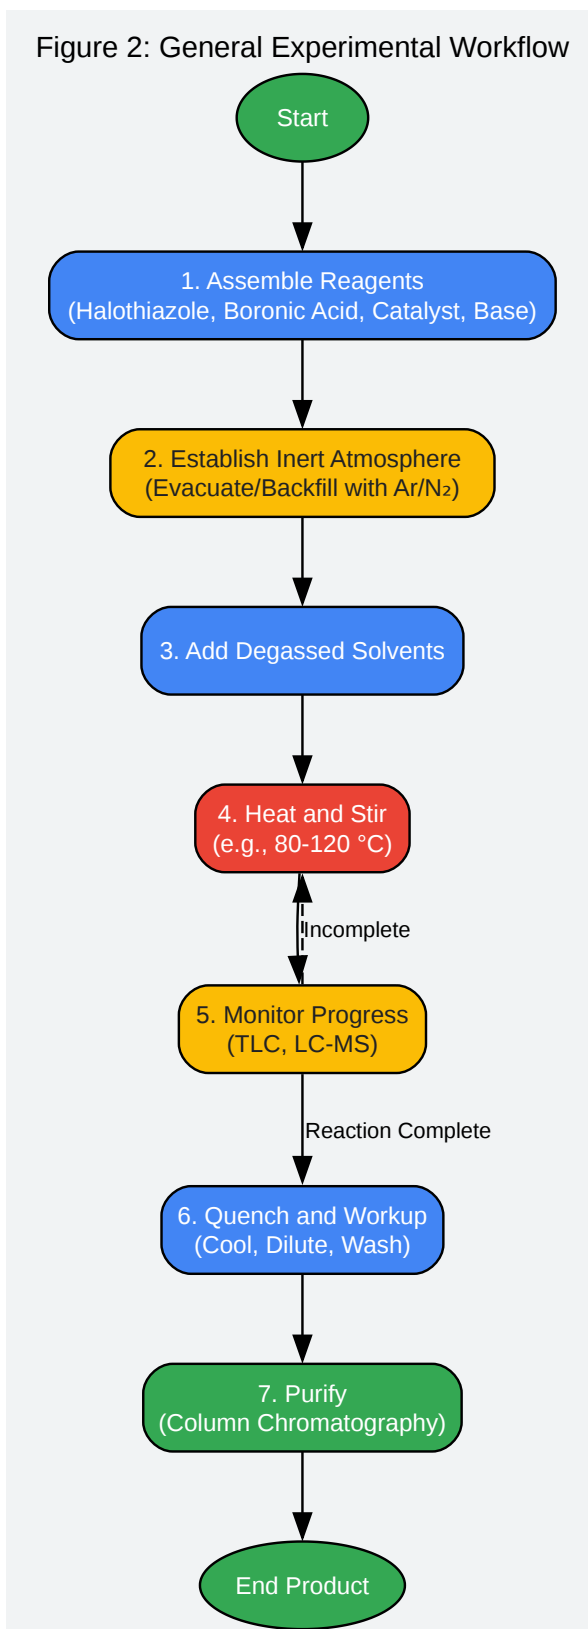 Figure 2: General Experimental Workflow
Start
1. Assemble Reagents
(Halothiazole, Boronic Acid, Catalyst, Base)
2. Establish Inert Atmosphere
(Evacuate/Backfill with Ar/N₂)
3. Add Degassed Solvents
4. Heat and Stir
(e.g., 80-120 °C)
Incomplete
5. Monitor Progress
(TLC, LC-MS)
Reaction Complete
6. Quench and Workup
(Cool, Dilute, Wash)
7. Purify
(Column Chromatography)
End Product